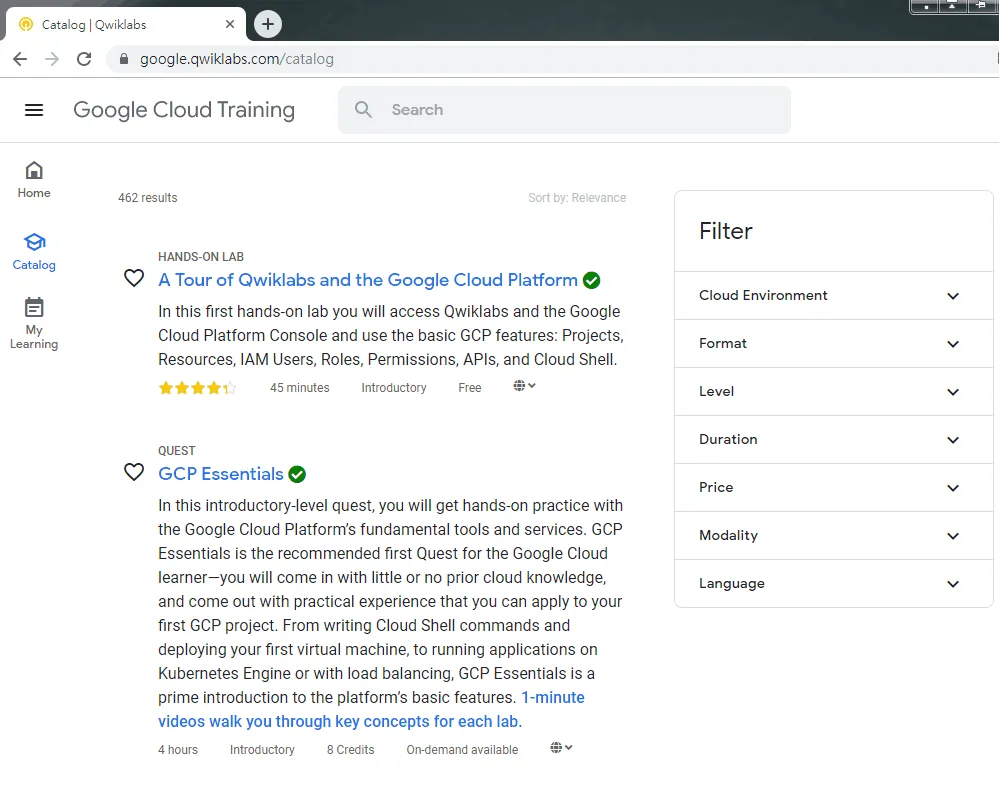 Catalog | Qwiklabs
google.qwiklabs.com/catalog
Google Cloud Training
Search
Home
Catalog
My
Learning
462 results
Sort by: Relevance
HANDS-ON LAB
A Tour of Qwiklabs and the Google Cloud Platform
In this first hands-on lab you will access Qwiklabs and the Google
Cloud Platform Console and use the basic GCP features: Projects,
Resources, IAM Users, Roles, Permissions, APIs, and Cloud Shell.
45 minutes Introductory Free
QUEST
GCP Essentials
In this introductory-level quest, you will get hands-on practice with
the Google Cloud Platform’s fundamental tools and services. GCP
Essentials is the recommended first Quest for the Google Cloud
learner—you will come in with little or no prior cloud knowledge,
and come out with practical experience that you can apply to your
first GCP project. From writing Cloud Shell commands and
deploying your first virtual machine, to running applications on
Kubernetes Engine or with load balancing, GCP Essentials is a
prime introduction to the platform’s basic features. 1-minute
videos walk you through key concepts for each lab.
4 hours Introductory 8 Credits On-demand available
Filter
Cloud Environment
Format
Level
Duration
Price
Modality
Language